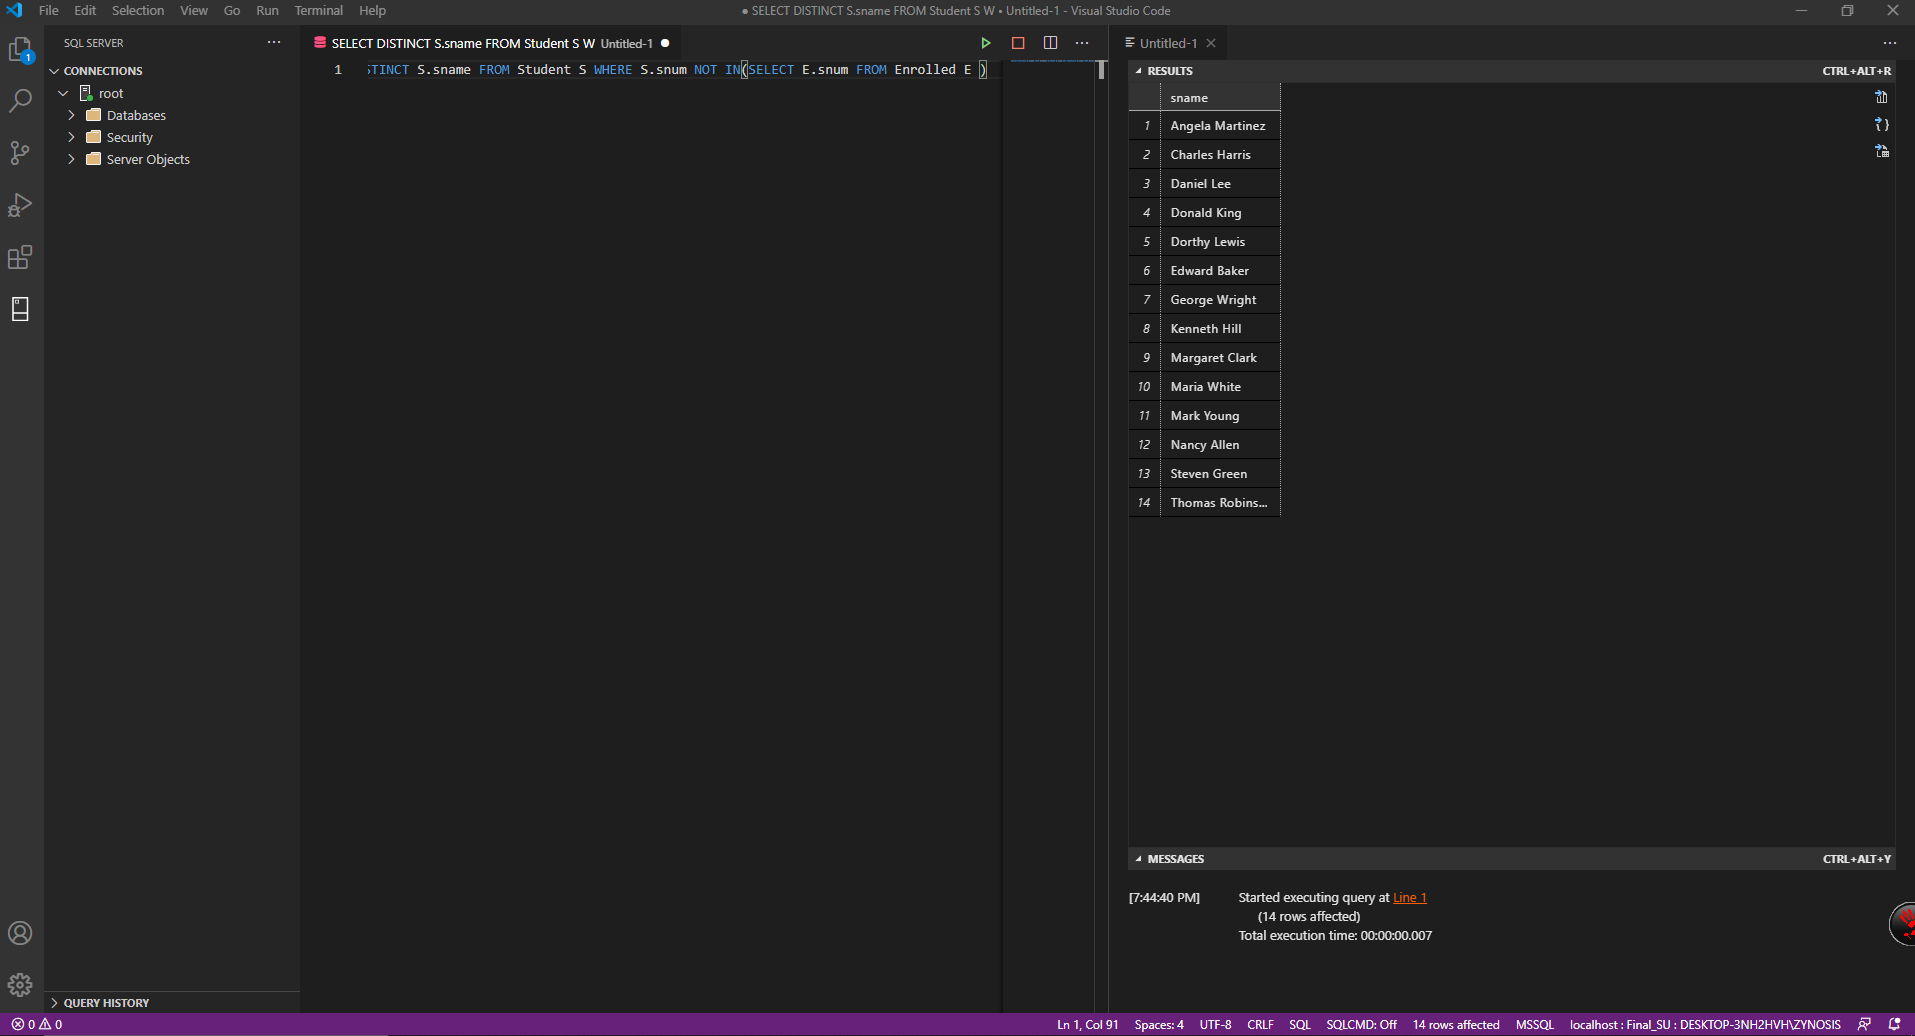 File Edit Selection View Go Run Terminal Help
● SELECT DISTINCT S.sname FROM Student S W • Untitled-1 - Visual Studio Code
1
SQL SERVER
CONNECTIONS
root
Databases
Security
Server Objects
QUERY HISTORY
SELECT DISTINCT S.sname FROM Student S W Untitled-1 ●
1 STINCT S.sname FROM Student S WHERE S.snum NOT IN(SELECT E.snum FROM Enrolled E )
Untitled-1
RESULTS CTRL+ALT+R
sname
1 Angela Martinez
2 Charles Harris
3 Daniel Lee
4 Donald King
5 Dorthy Lewis
6 Edward Baker
7 George Wright
8 Kenneth Hill
9 Margaret Clark
10 Maria White
11 Mark Young
12 Nancy Allen
13 Steven Green
14 Thomas Robins...
MESSAGES CTRL+ALT+Y
[7:44:40 PM] Started executing query at Line 1
(14 rows affected)
Total execution time: 00:00:00.007
0 0 Ln 1, Col 91 Spaces: 4 UTF-8 CRLF SQL SQLCMD: Off 14 rows affected MSSQL localhost : Final_SU : DESKTOP-3NH2HVH\ZYNOSIS